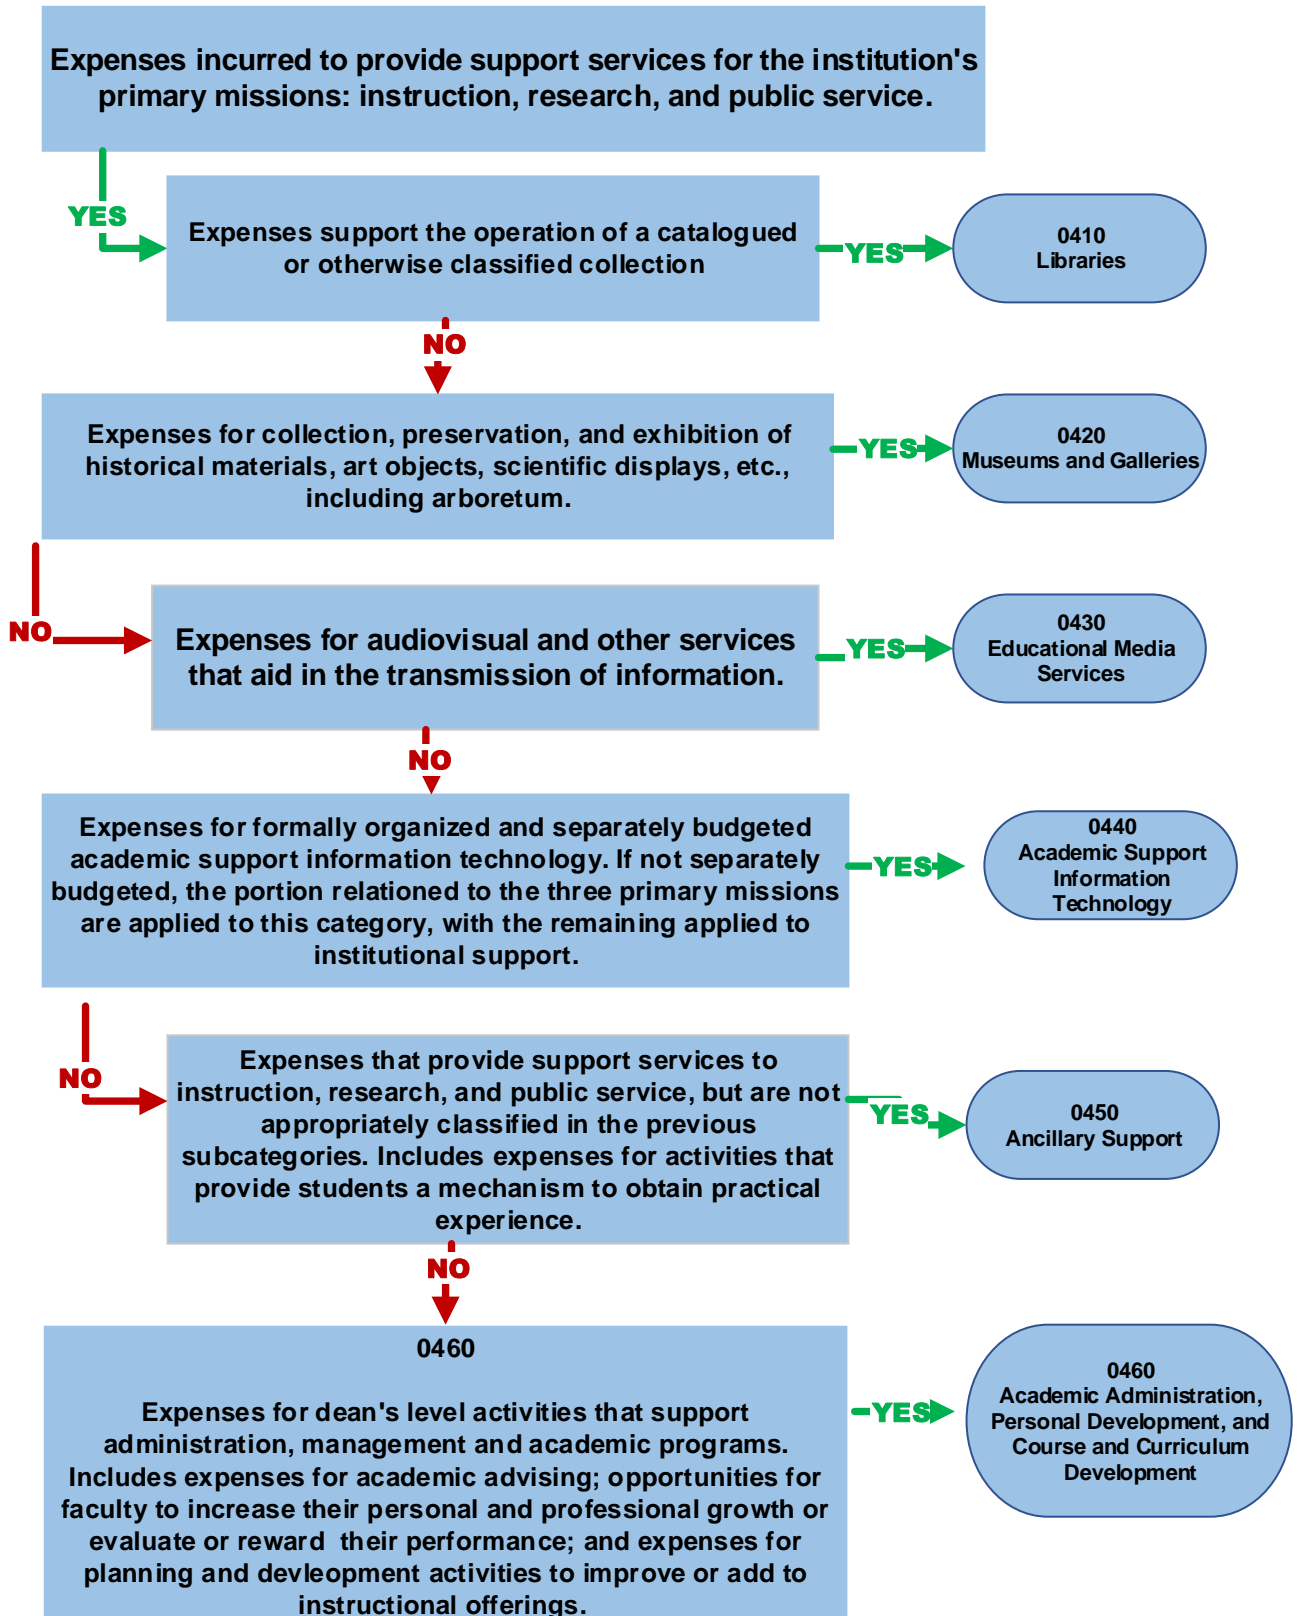 Expenses incurred to provide support services for the institution's
primary missions: instruction, research, and public service.
YES
Expenses support the operation of a catalogued
or otherwise classified collection
YES
0410
Libraries
NO
Expenses for collection, preservation, and exhibition of
historical materials, art objects, scientific displays, etc.,
including arboretum.
YES
0420
Museums and Galleries
NO
Expenses for audiovisual and other services
that aid in the transmission of information.
YES
0430
Educational Media
Services
NO
Expenses for formally organized and separately budgeted
academic support information technology. If not separately
budgeted, the portion relationed to the three primary missions
are applied to this category, with the remaining applied to
institutional support.
YES
0440
Academic Support
Information
Technology
NO
Expenses that provide support services to
instruction, research, and public service, but are not
appropriately classified in the previous
subcategories. Includes expenses for activities that
provide students a mechanism to obtain practical
experience.
YES
0450
Ancillary Support
NO
0460
Expenses for dean's level activities that support
administration, management and academic programs.
Includes expenses for academic advising; opportunities for
faculty to increase their personal and professional growth or
evaluate or reward  their performance; and expenses for
planning and devleopment activities to improve or add to
instructional offerings.
YES
0460
Academic Administration,
Personal Development, and
Course and Curriculum
Development